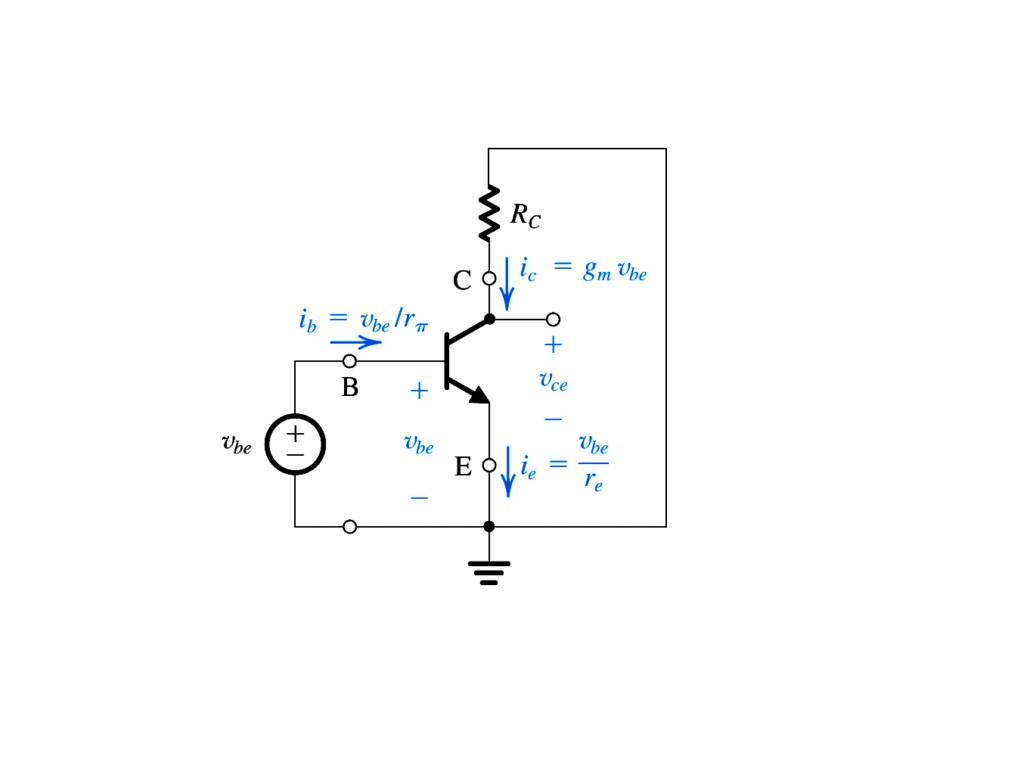 R_C
C
i_c = g_m v_be
i_b = v_be/r_π
+
B
+
v_ce
−
v_be
+
−
v_be
−
E
i_e = v_be/r_e